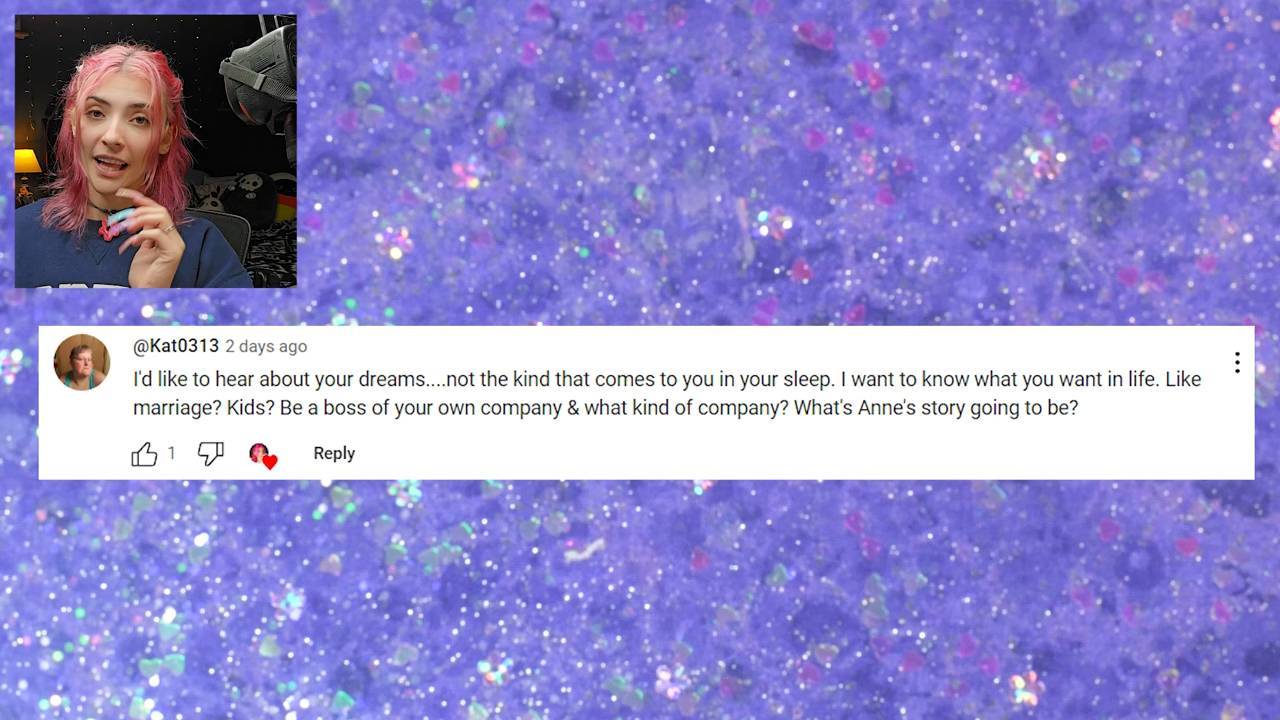 @Kat0313 2 days ago
I'd like to hear about your dreams....not the kind that comes to you in your sleep. I want to know what you want in life. Like
marriage? Kids? Be a boss of your own company & what kind of company? What's Anne's story going to be?
1 Reply